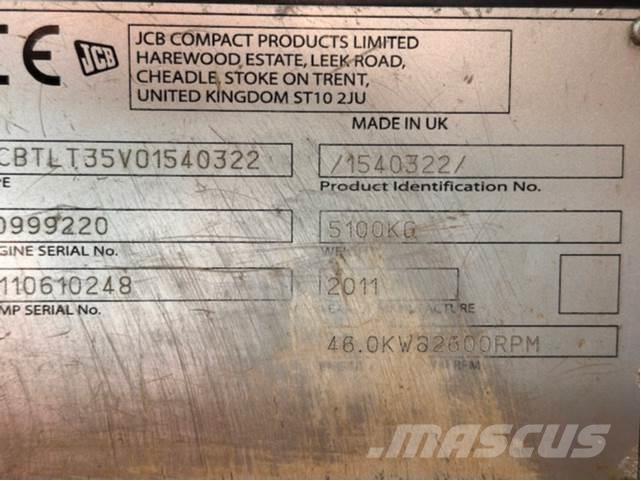 CE JCB
JCB COMPACT PRODUCTS LIMITED
HAREWOOD, ESTATE, LEEK ROAD,
CHEADLE, STOKE ON TRENT,
UNITED KINGDOM ST10 2JU
MADE IN UK
CBTLT35V01540322 /1540322/
PE Product Identification No.
0999220 5100KG
GINE SERIAL No.
110610248 2011
MP SERIAL No.
46.0KW@2600RPM
MASCUS